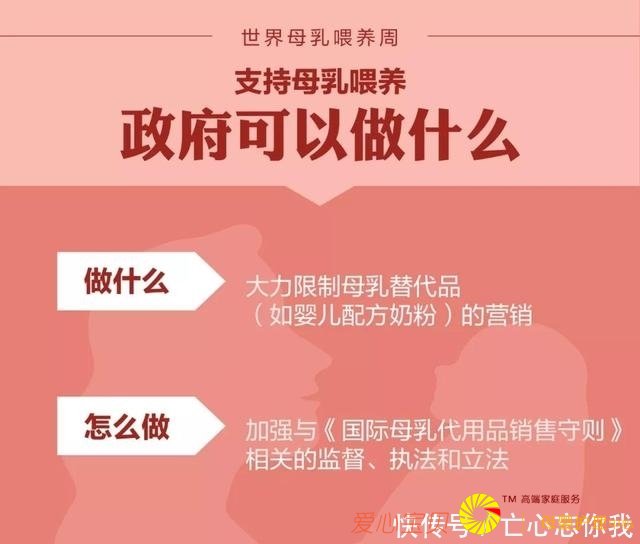 世界母乳喂养周
支持母乳喂养
政府可以做什么
做什么
大力限制母乳替代品
（如婴儿配方奶粉）的营销
怎么做
加强与《国际母乳代用品销售守则》
相关的监督、执法和立法
TM 高端家庭服务
爱心宝贝
快传号
亡心忘你我